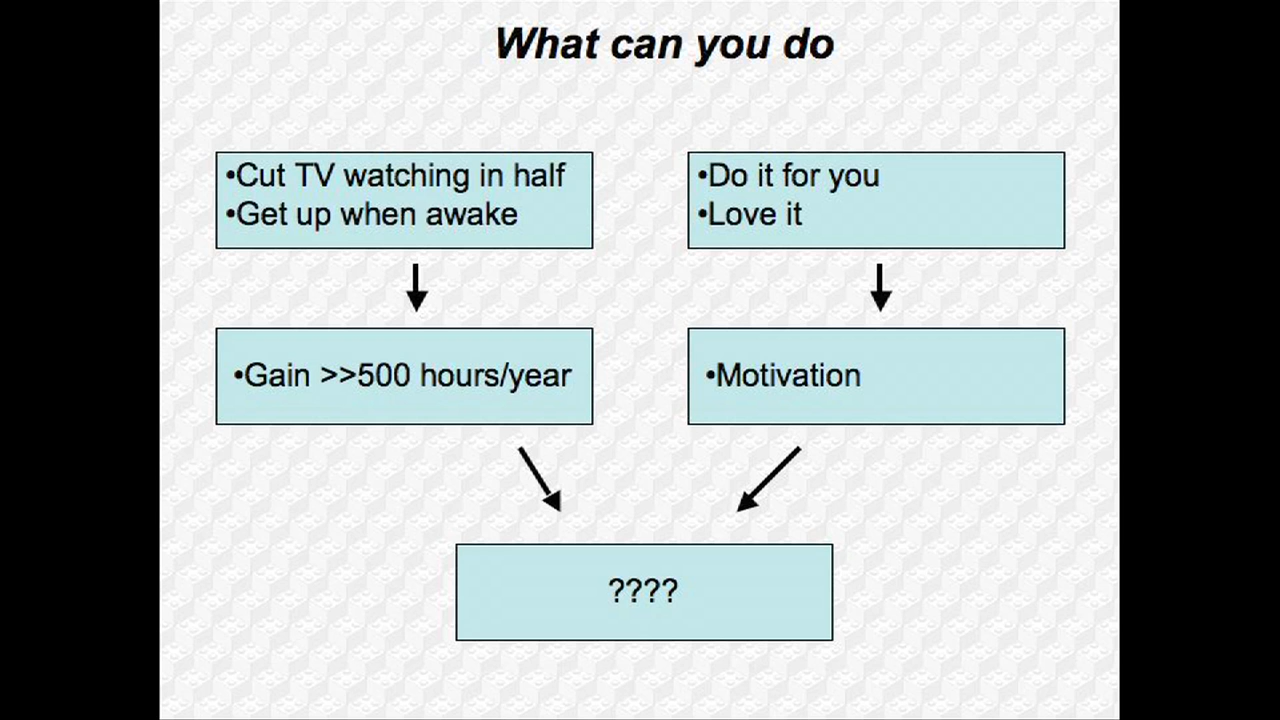 What can you do
•Cut TV watching in half
•Get up when awake
•Do it for you
•Love it
•Gain >>500 hours/year
•Motivation
????